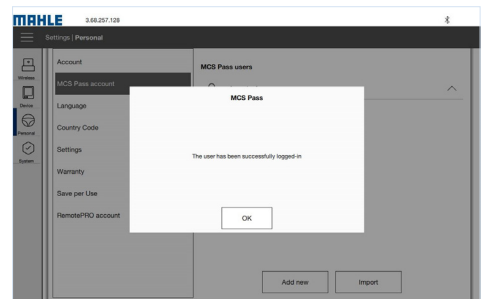 MAHLE 3.68.257.128
Settings | Personal
Wireless
Device
Personal
System
Account
MCS Pass account
Language
Country Code
Settings
Warranty
Save per Use
RemotePRO account
MCS Pass users
MCS Pass
The user has been successfully logged-in
OK
Add new Import